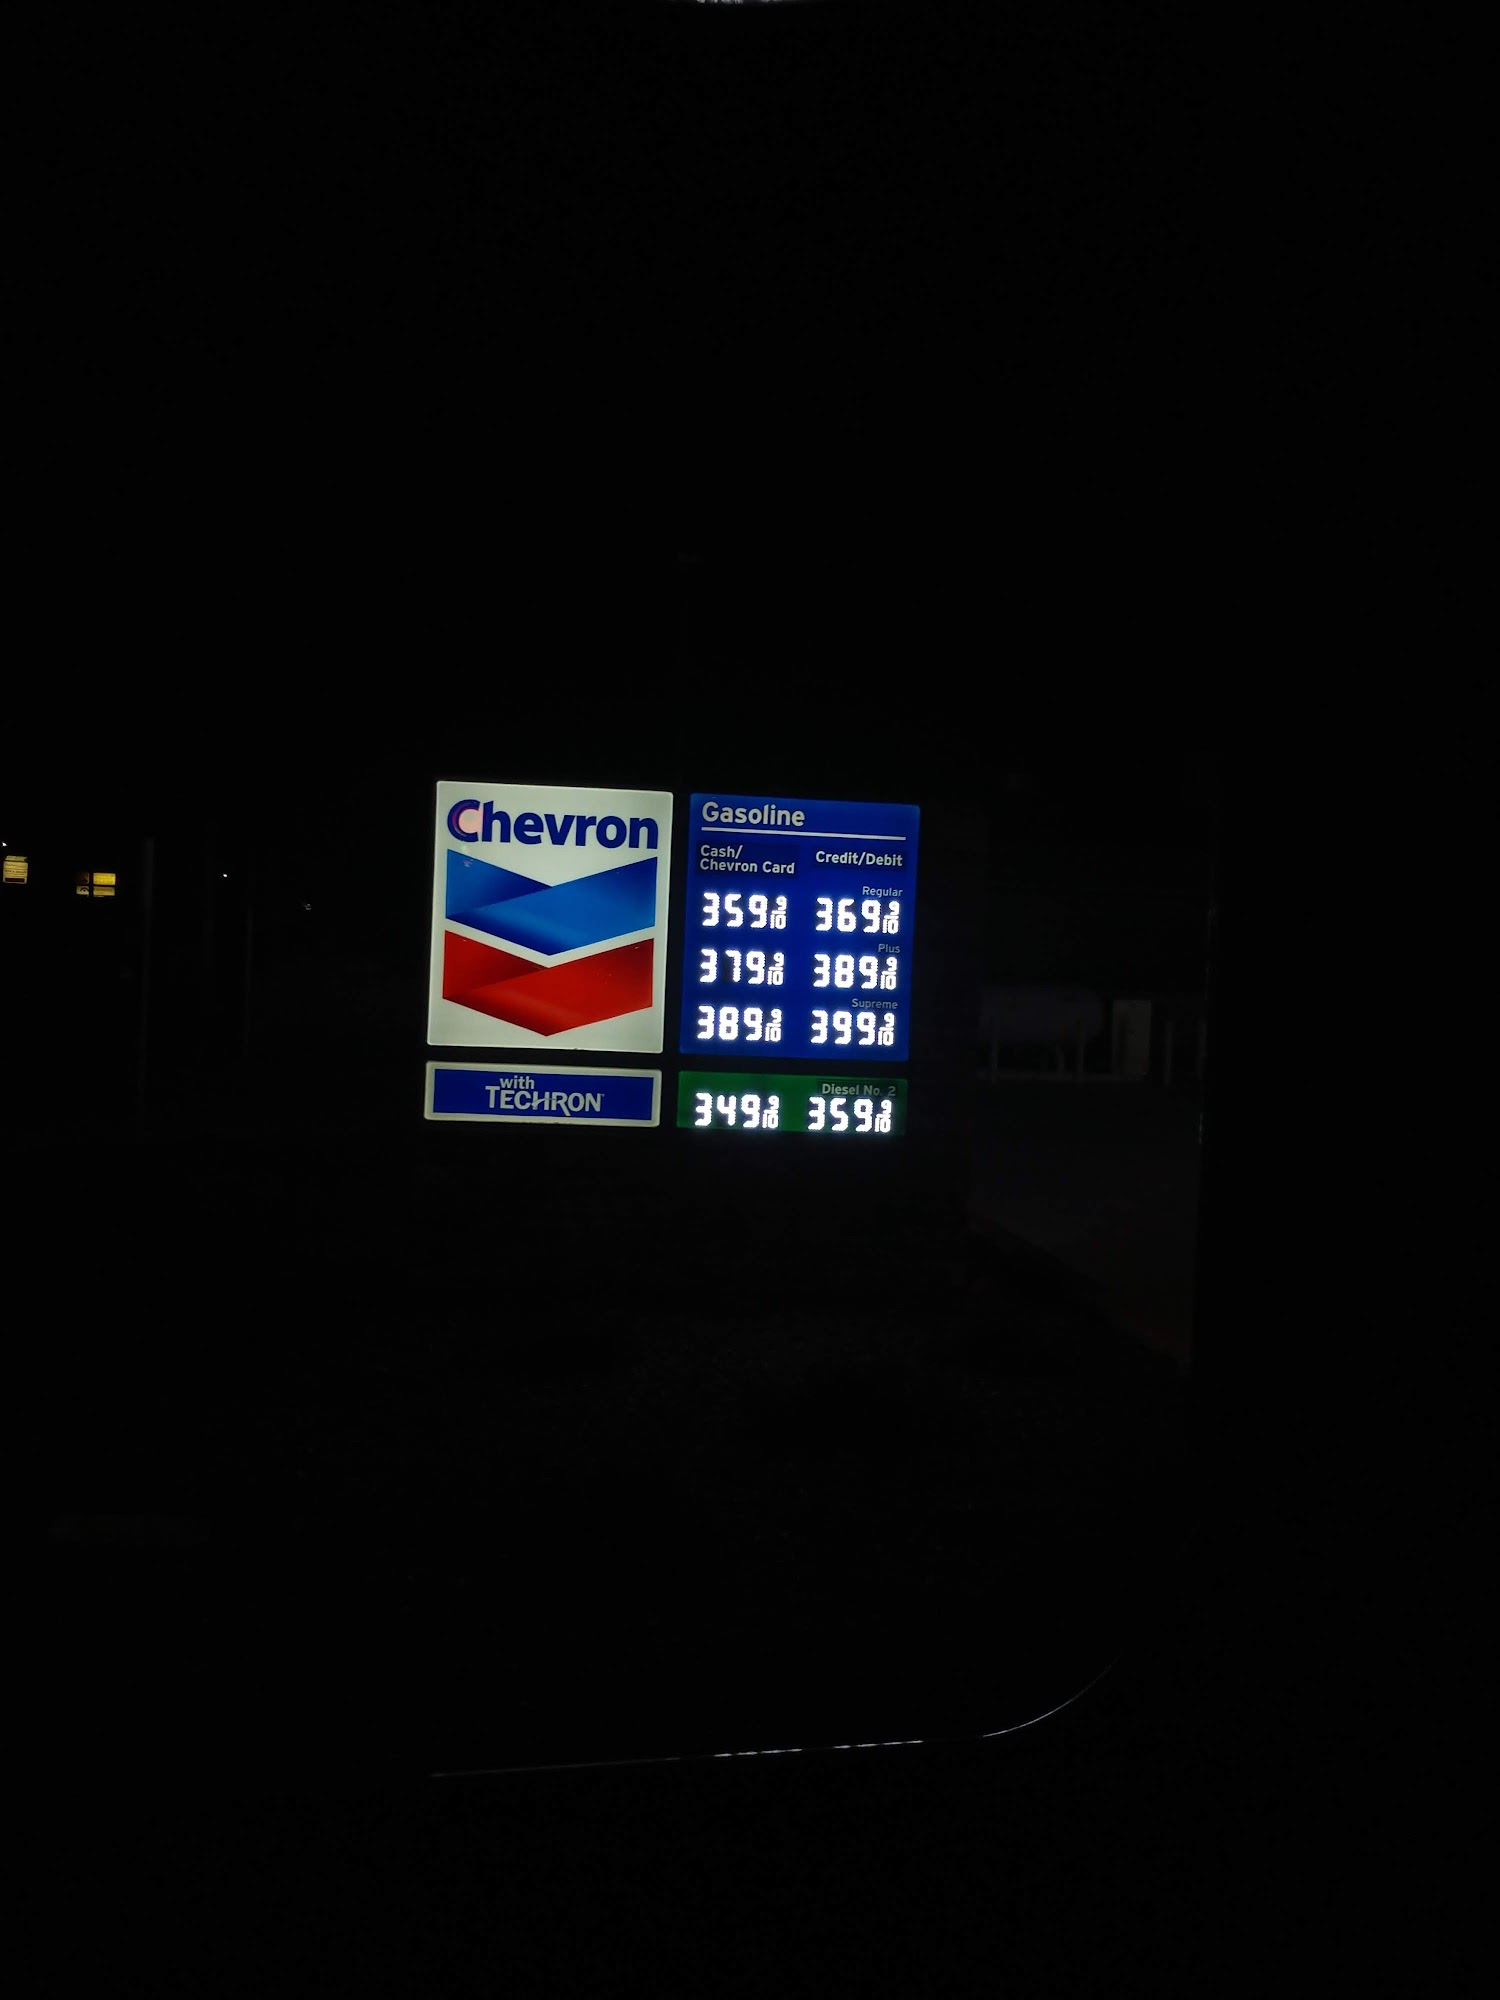 Chevron
with
TECHRON
Gasoline
Cash/
Chevron Card
Credit/Debit
Regular
359 9/10 369 9/10
Plus
379 9/10 389 9/10
Supreme
389 9/10 399 9/10
Diesel No. 2
349 9/10 359 9/10